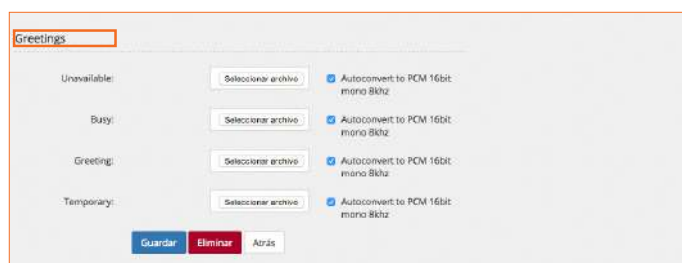 Greetings
Unavailable: Seleccionar archivo Autoconvert to PCM 16bit
mono 8khz
Busy: Seleccionar archivo Autoconvert to PCM 16bit
mono 8khz
Greeting: Seleccionar archivo Autoconvert to PCM 16bit
mono 8khz
Temporary: Seleccionar archivo Autoconvert to PCM 16bit
mono 8khz
Guardar Eliminar Atrás